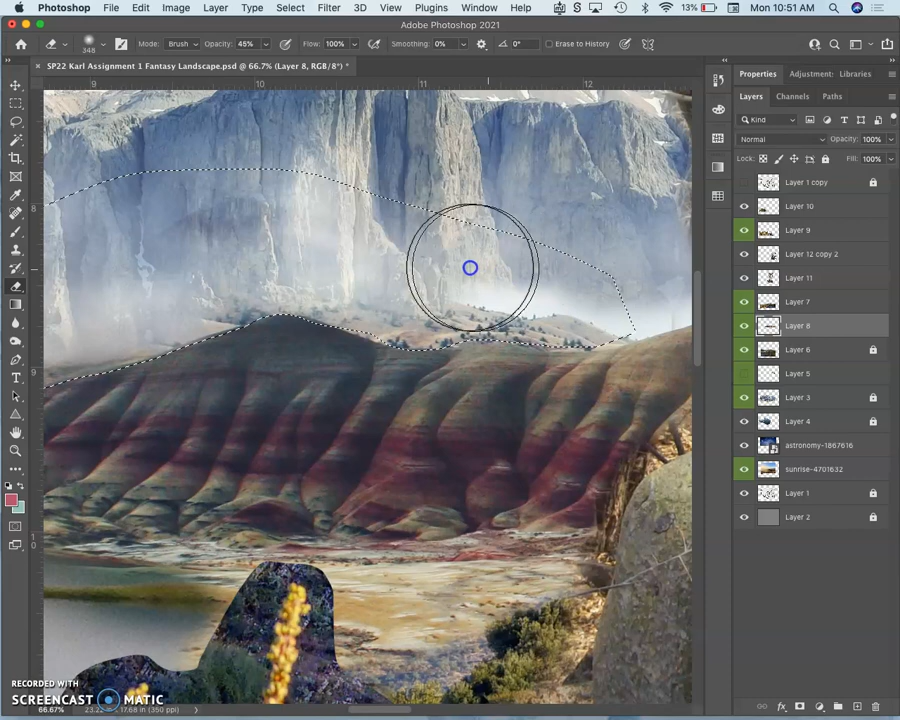 Photoshop File Edit Image Layer Type Select Filter 3D View Plugins Window Help 13% Mon 10:51 AM
Adobe Photoshop 2021
348 Mode: Brush Opacity: 45% Flow: 100% Smoothing: 0% 0° Erase to History
× SP22 Karl Assignment 1 Fantasy Landscape.psd @ 66.7% (Layer 8, RGB/8*) *
9 10 11 12
8
9
1
0
Properties Adjustment: Libraries
Layers Channels Paths
Kind
Normal Opacity: 100%
Lock: Fill: 100%
Layer 1 copy
Layer 10
Layer 9
Layer 12 copy 2
Layer 11
Layer 7
Layer 8
Layer 6
Layer 5
Layer 3
Layer 4
astronomy-1867616
sunrise-4701632
Layer 1
Layer 2
RECORDED WITH
SCREENCAST MATIC
66.67%